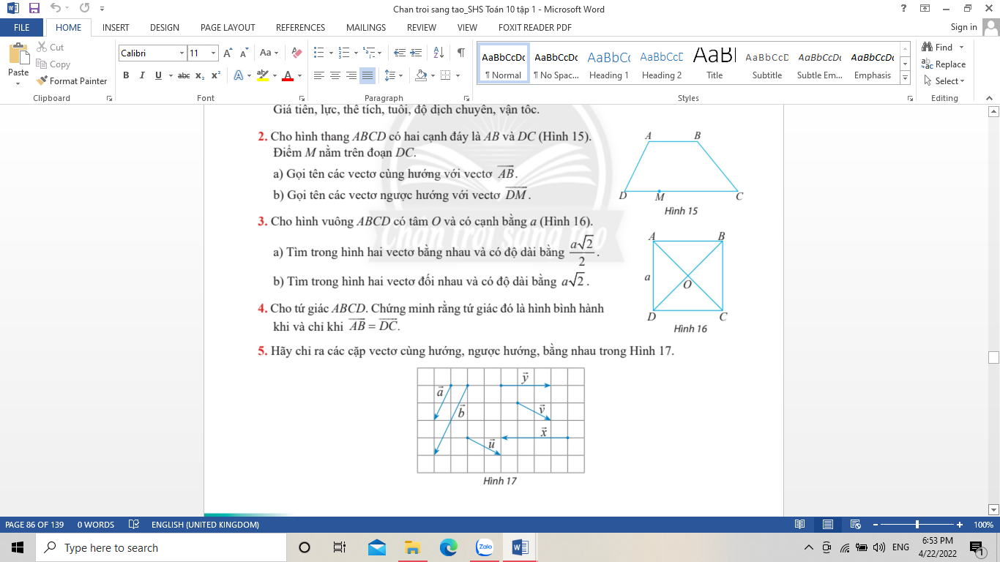 Chan troi sang tao_SHS Toán 10 tập 1 - Microsoft Word
FILE HOME INSERT DESIGN PAGE LAYOUT REFERENCES MAILINGS REVIEW VIEW FOXIT READER PDF Sign in
Paste
Cut
Copy
Format Painter
Clipboard
Calibri 11
Font
Paragraph
AaBbCcDc AaBbCcDc AaBbCc AaBbCcC AaBl AaBbCcD AaBbCcDc AaBbCcDc
¶ Normal ¶ No Spac... Heading 1 Heading 2 Title Subtitle Subtle Em... Emphasis
Styles
Find
Replace
Select
Editing
Giá tiền, lực, thể tích, tuổi, độ dịch chuyển, vận tốc.
2. Cho hình thang ABCD có hai cạnh đáy là AB và DC (Hình 15).
Điểm M nằm trên đoạn DC.
a) Gọi tên các vectơ cùng hướng với vectơ \overrightarrow{AB}.
b) Gọi tên các vectơ ngược hướng với vectơ \overrightarrow{DM}.
A B
D M C
Hình 15
3. Cho hình vuông ABCD có tâm O và có cạnh bằng a (Hình 16).
a) Tìm trong hình hai vectơ bằng nhau và có độ dài bằng \frac{a\sqrt{2}}{2}.
b) Tìm trong hình hai vectơ đối nhau và có độ dài bằng a\sqrt{2}.
A B
a O
D C
Hình 16
4. Cho tứ giác ABCD. Chứng minh rằng tứ giác đó là hình bình hành
khi và chỉ khi \overrightarrow{AB} = \overrightarrow{DC}.
5. Hãy chỉ ra các cặp vectơ cùng hướng, ngược hướng, bằng nhau trong Hình 17.
\vec{a} \vec{b} \vec{y} \vec{v} \vec{u} \vec{x}
Hình 17
Chân trời sáng tạo
PAGE 86 OF 139 0 WORDS ENGLISH (UNITED KINGDOM) 100%
Type here to search
Zalo
ENG
6:53 PM
4/22/2022
1